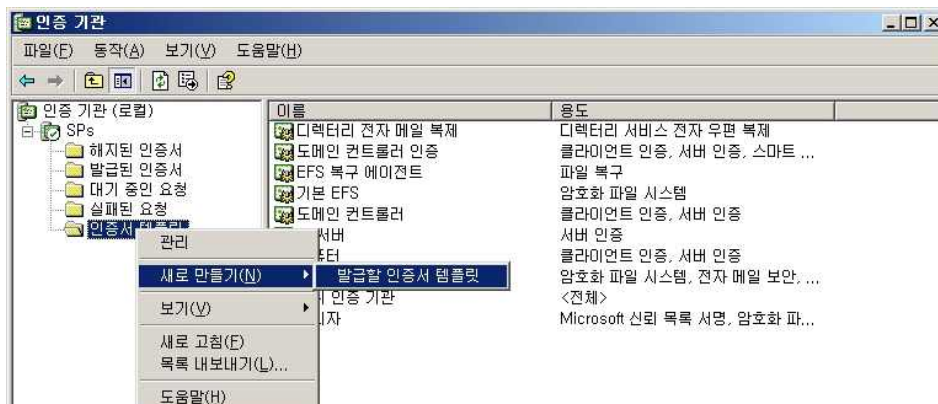 인증 기관
파일(F) 동작(A) 보기(V) 도움말(H)
인증 기관 (로컬)
SPs
해지된 인증서
발급된 인증서
대기 중인 요청
실패된 요청
인증서 템플릿
이름 용도
디렉터리 전자 메일 복제 디렉터리 서비스 전자 우편 복제
도메인 컨트롤러 인증 클라이언트 인증, 서버 인증, 스마트 ...
EFS 복구 에이전트 파일 복구
기본 EFS 암호화 파일 시스템
도메인 컨트롤러 클라이언트 인증, 서버 인증
서버 서버 인증
터 클라이언트 인증, 서버 인증
암호화 파일 시스템, 전자 메일 보안, ...
인증 기관 <전체>
자 Microsoft 신뢰 목록 서명, 암호화 파...
관리
새로 만들기(N)
발급할 인증서 템플릿
보기(V)
새로 고침(F)
목록 내보내기(L)...
도움말(H)